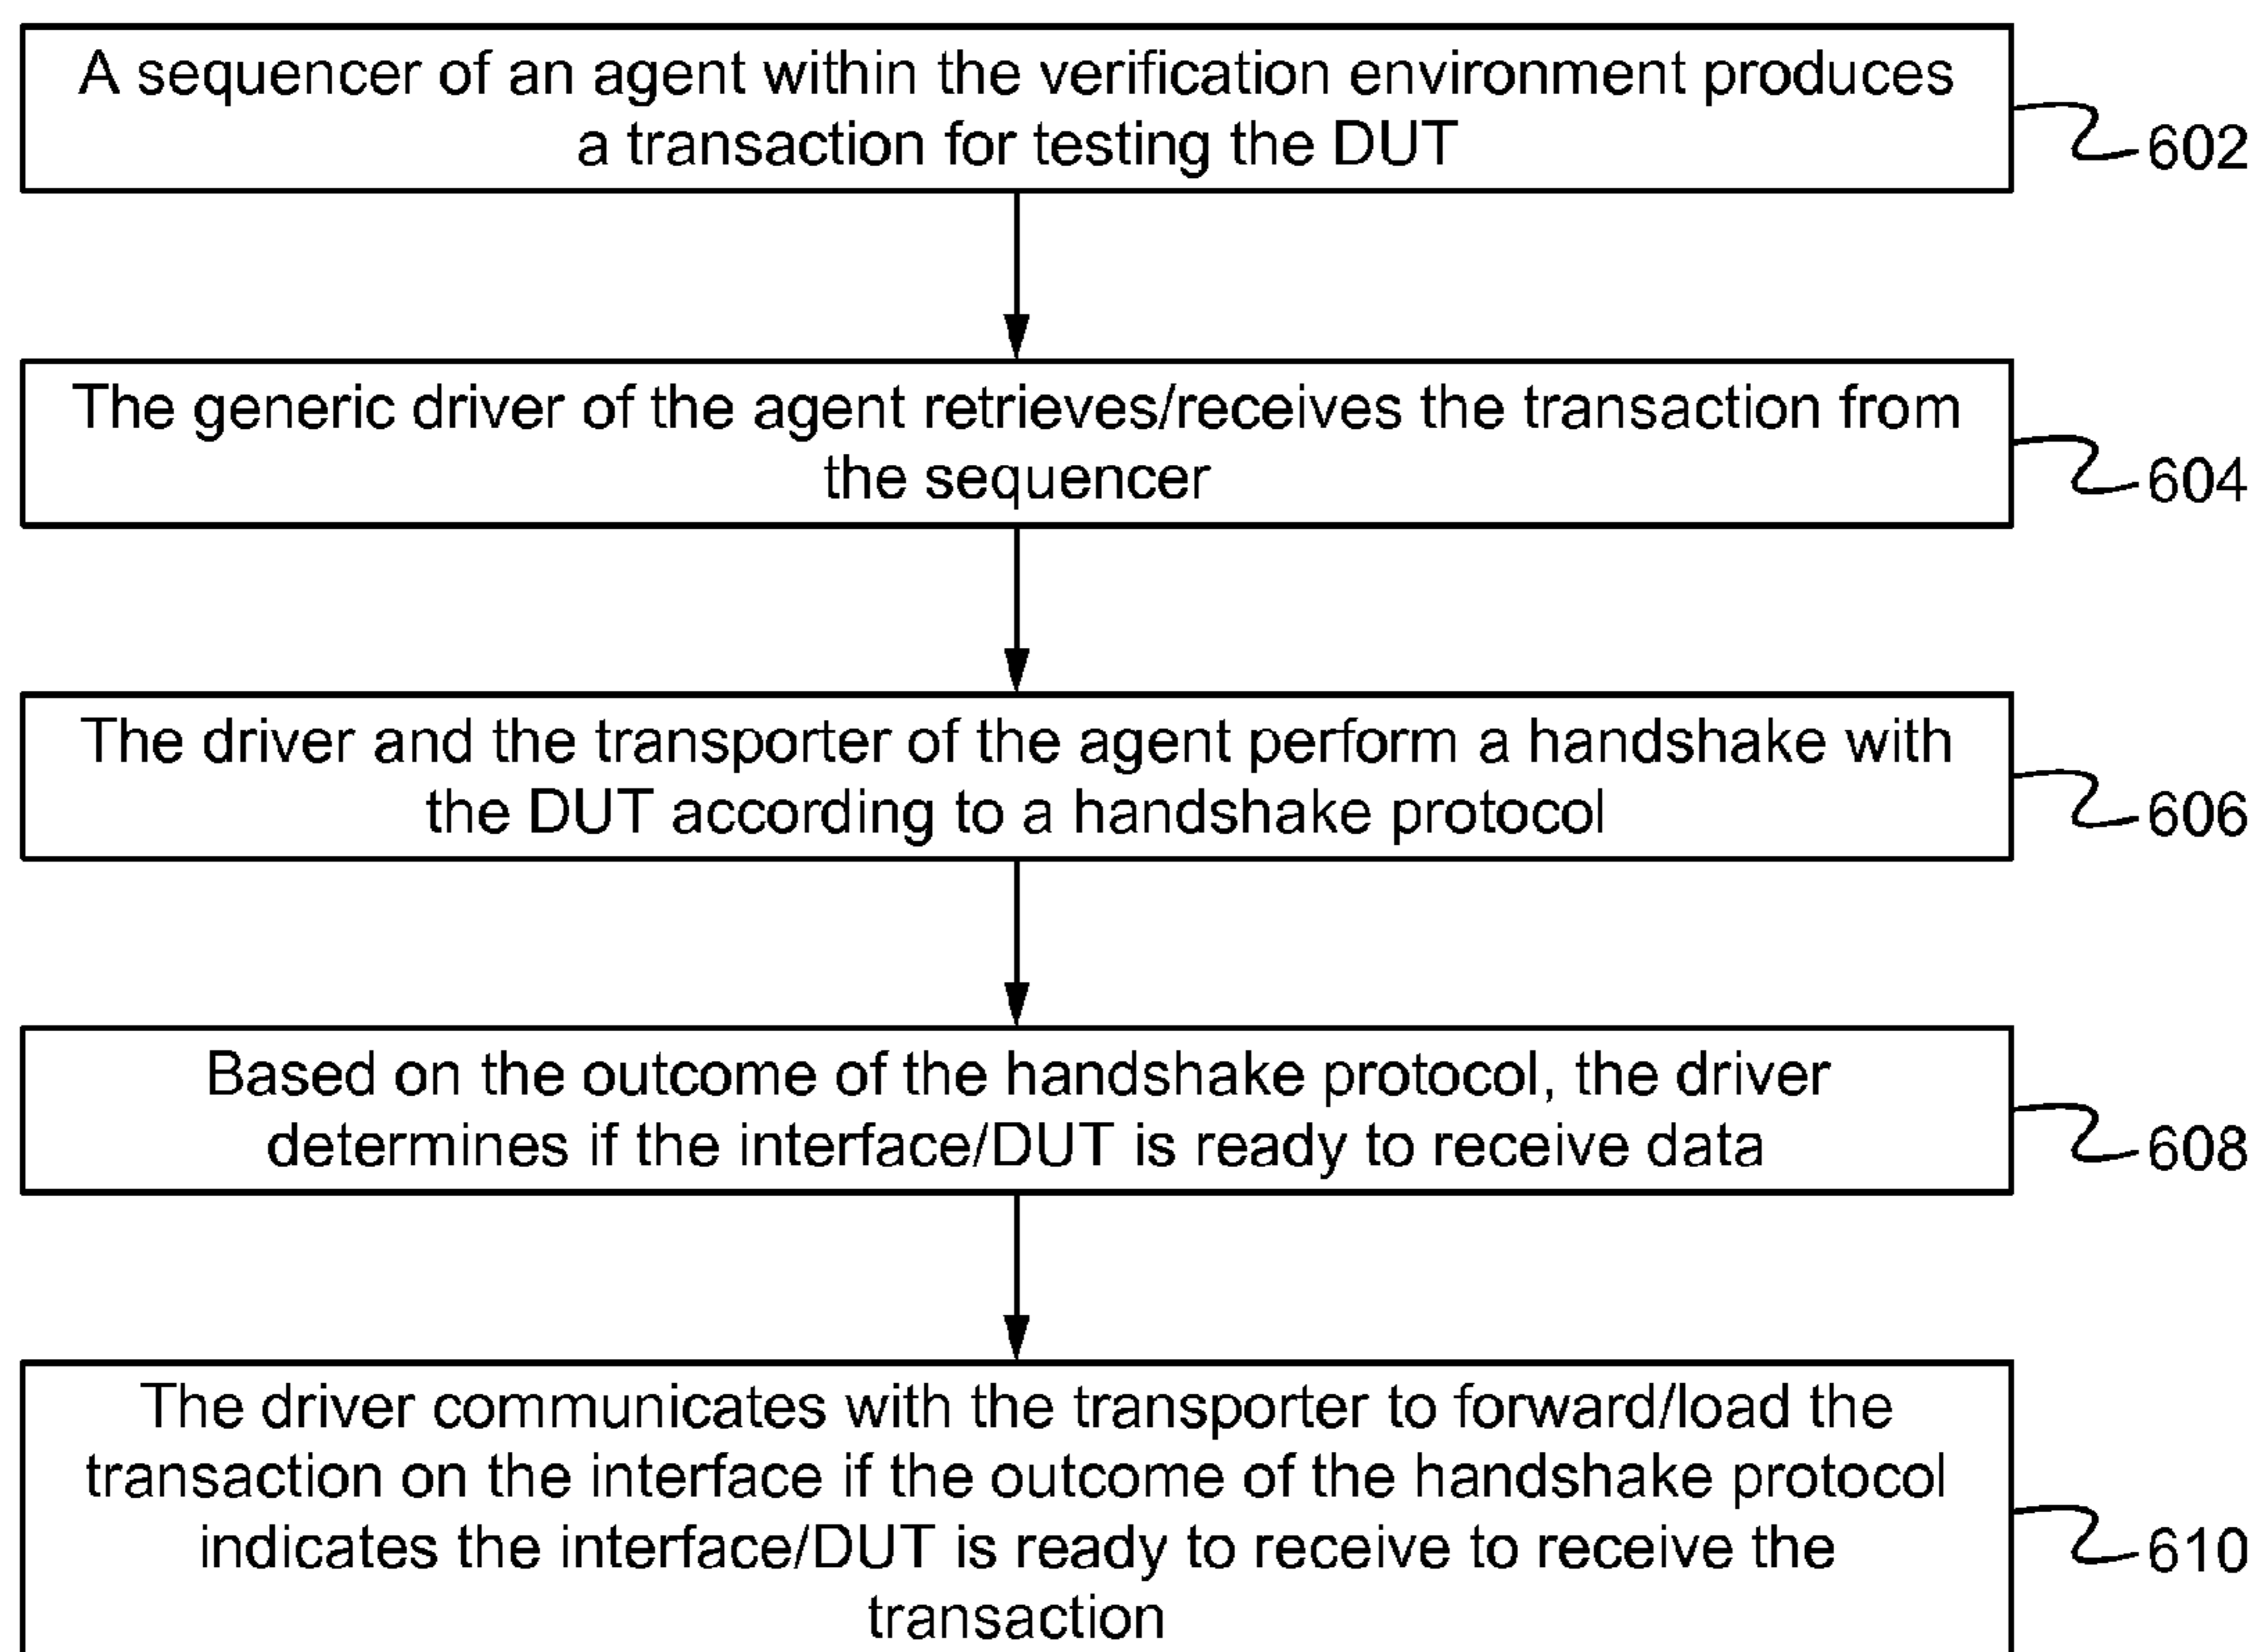 A sequencer of an agent within the verification environment produces
a transaction for testing the DUT
602
The generic driver of the agent retrieves/receives the transaction from
the sequencer
604
The driver and the transporter of the agent perform a handshake with
the DUT according to a handshake protocol
606
Based on the outcome of the handshake protocol, the driver
determines if the interface/DUT is ready to receive data
608
The driver communicates with the transporter to forward/load the
transaction on the interface if the outcome of the handshake protocol
indicates the interface/DUT is ready to receive to receive the
transaction
610